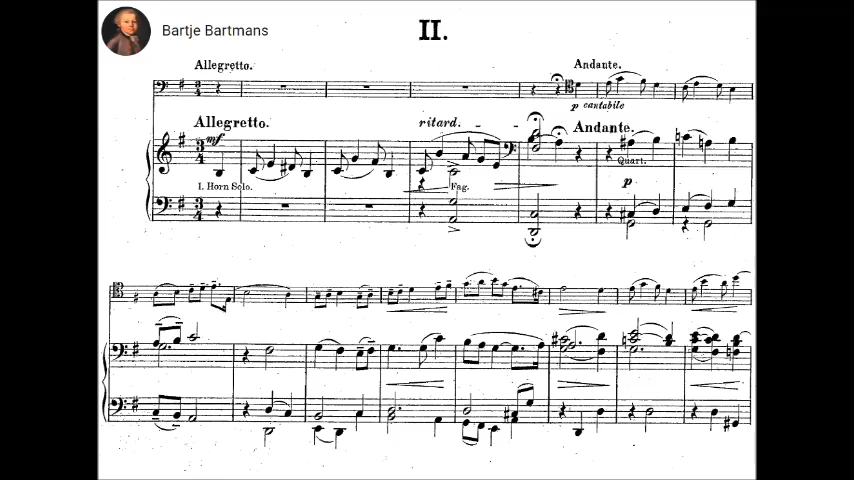 Bartje Bartmans
II.
Allegretto.
Andante.
p cantabile
Allegretto.
ritard.
Andante.
mf
Quart.
I. Horn Solo.
Fag.
p